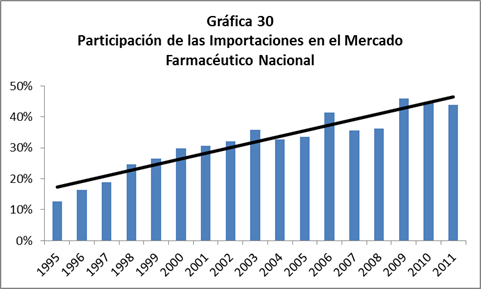 Gráfica 30
Participación de las Importaciones en el Mercado
Farmacéutico Nacional
50%
40%
30%
20%
10%
0%
1995 1996 1997 1998 1999 2000 2001 2002 2003 2004 2005 2006 2007 2008 2009 2010 2011